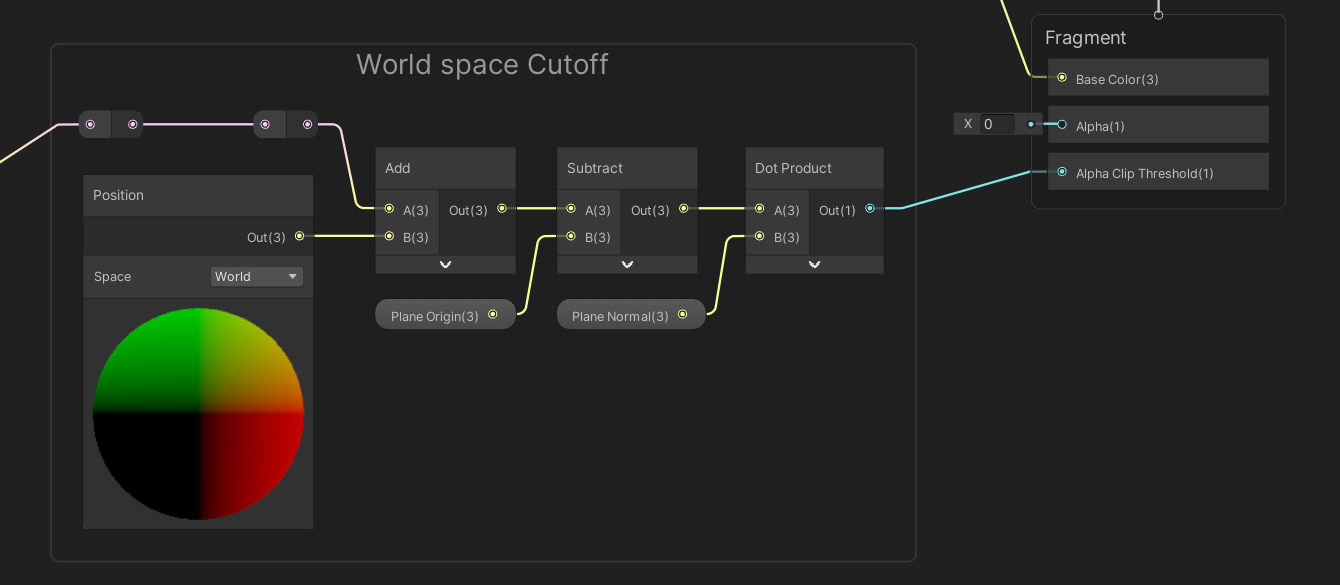 World space Cutoff
Position
Out(3)
Space
World
Add
A(3)
Out(3)
B(3)
Plane Origin(3)
Subtract
A(3)
Out(3)
B(3)
Plane Normal(3)
Dot Product
A(3)
Out(1)
B(3)
Fragment
Base Color(3)
X 0
Alpha(1)
Alpha Clip Threshold(1)